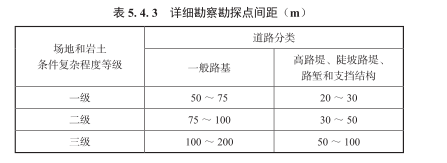 表 5.4.3 详细勘察勘探点间距（m）
场地和岩土
条件复杂程度等级
道路分类
一般路基
高路堤、陡坡路堤、
路堑和支挡结构
一级 50～75 20～30
二级 75～100 30～50
三级 100～200 50～100